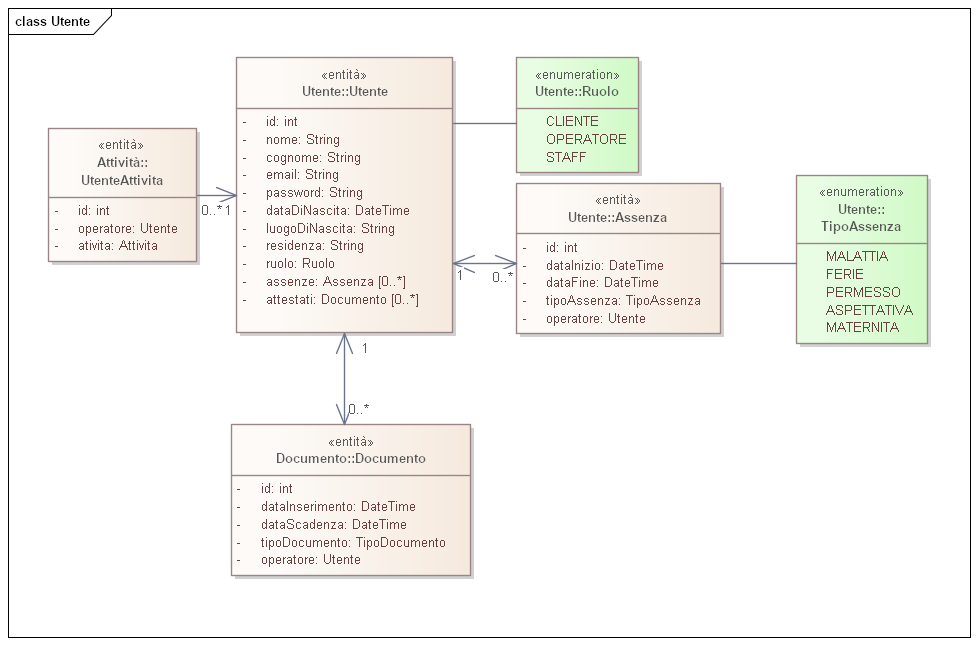 class Utente
«entità»
Utente::Utente
- id: int
- nome: String
- cognome: String
- email: String
- password: String
- dataDiNascita: DateTime
- luogoDiNascita: String
- residenza: String
- ruolo: Ruolo
- assenze: Assenza [0..*]
- attestati: Documento [0..*]
«enumeration»
Utente::Ruolo
CLIENTE
OPERATORE
STAFF
«entità»
Attività::
UtenteAttivita
- id: int
- operatore: Utente
- ativita: Attivita
0..*
1
«entità»
Utente::Assenza
- id: int
- dataInizio: DateTime
- dataFine: DateTime
- tipoAssenza: TipoAssenza
- operatore: Utente
1
0..*
«enumeration»
Utente::
TipoAssenza
MALATTIA
FERIE
PERMESSO
ASPETTATIVA
MATERNITA
1
0..*
«entità»
Documento::Documento
- id: int
- dataInserimento: DateTime
- dataScadenza: DateTime
- tipoDocumento: TipoDocumento
- operatore: Utente